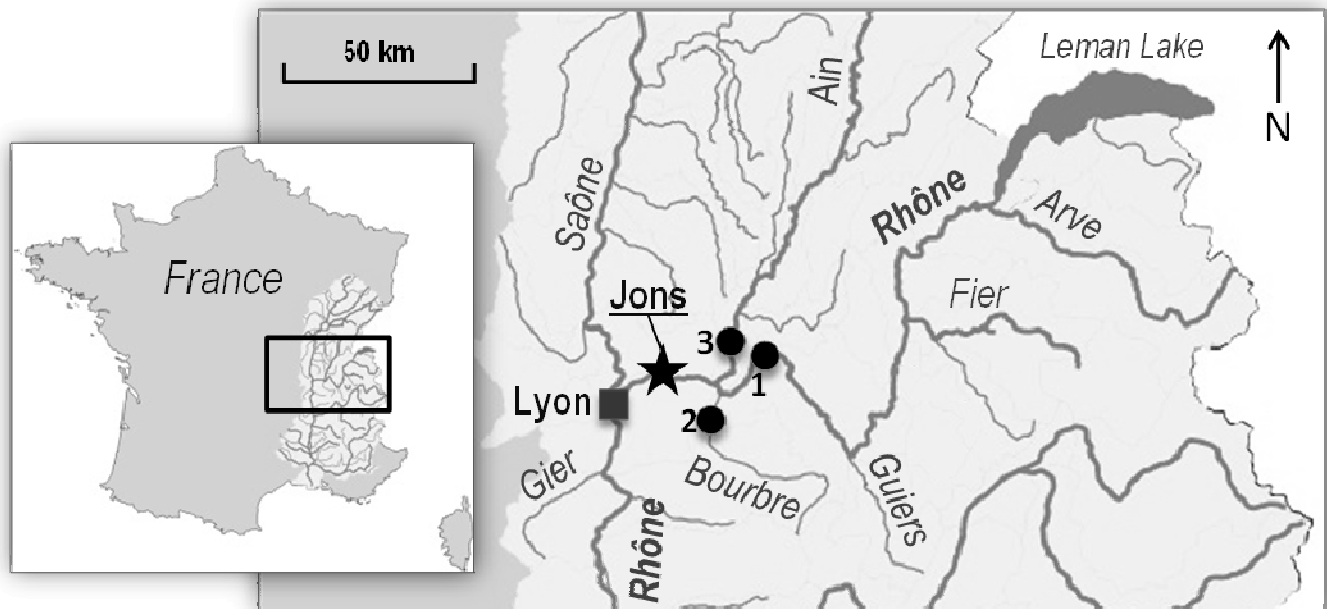 50 km
Leman Lake
N
Ain
Saône
Rhône
Arve
France
Fier
Jons
3
1
Lyon
2
Gier
Bourbre
Guiers
Rhône